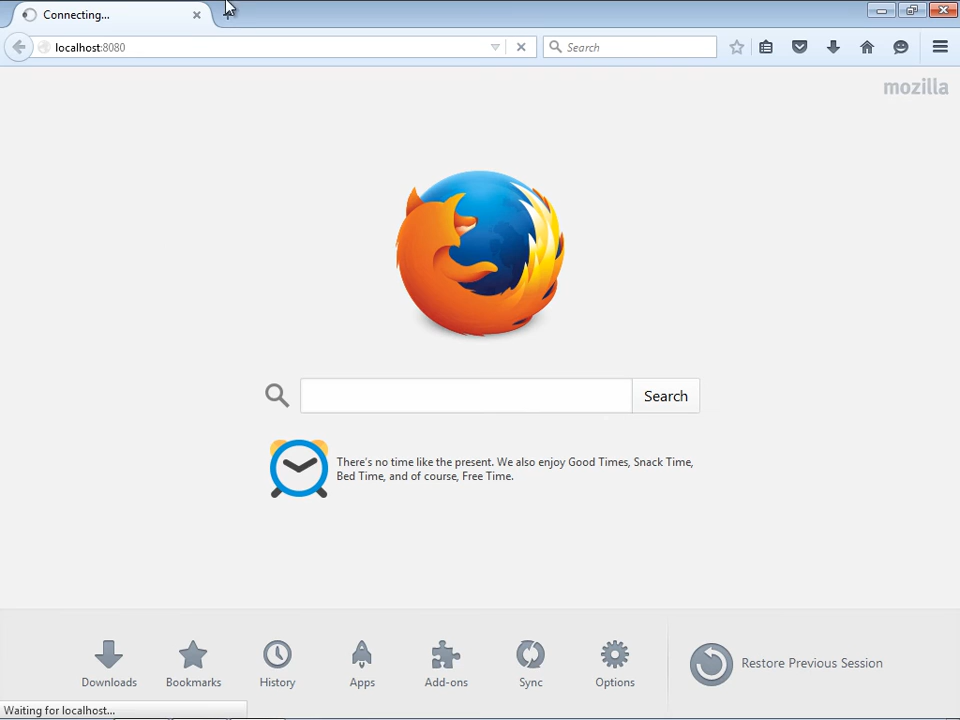 Connecting...
localhost:8080
Search
mozilla
Search
There's no time like the present. We also enjoy Good Times, Snack Time,
Bed Time, and of course, Free Time.
Downloads
Bookmarks
History
Apps
Add-ons
Sync
Options
Restore Previous Session
Waiting for localhost...